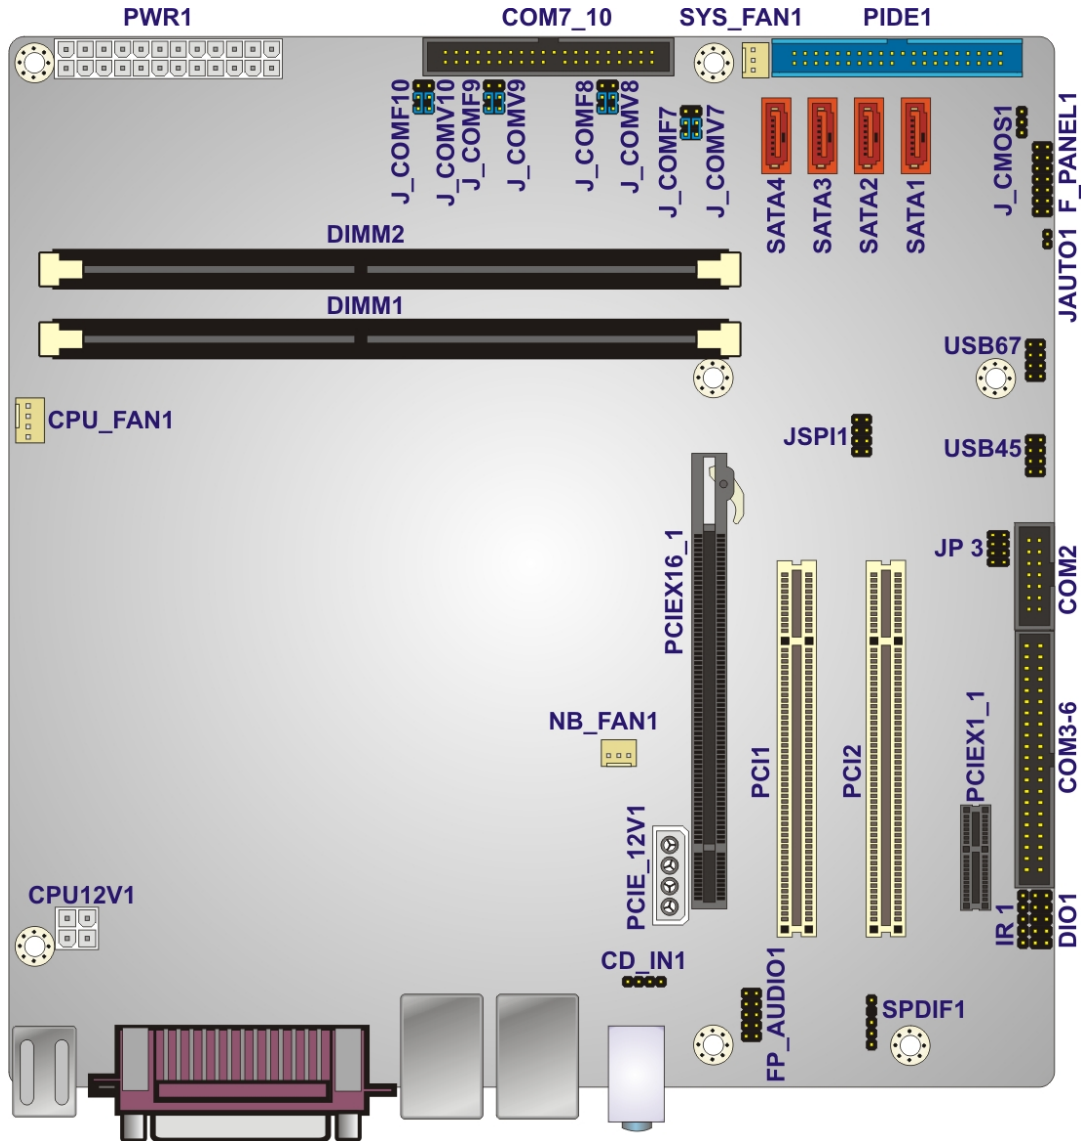 PWR1
COM7_10
SYS_FAN1
PIDE1
J_COMF10
J_COMV10
J_COMF9
J_COMV9
J_COMF8
J_COMV8
J_COMF7
J_COMV7
SATA4
SATA3
SATA2
SATA1
J_CMOS1
F_PANEL1
JAUTO1
DIMM2
DIMM1
USB67
CPU_FAN1
JSPI1
USB45
PCIEX16_1
JP 3
COM2
NB_FAN1
PCI1
PCI2
PCIEX1_1
COM3-6
PCIE_12V1
CPU12V1
IR 1
DIO1
CD_IN1
FP_AUDIO1
SPDIF1